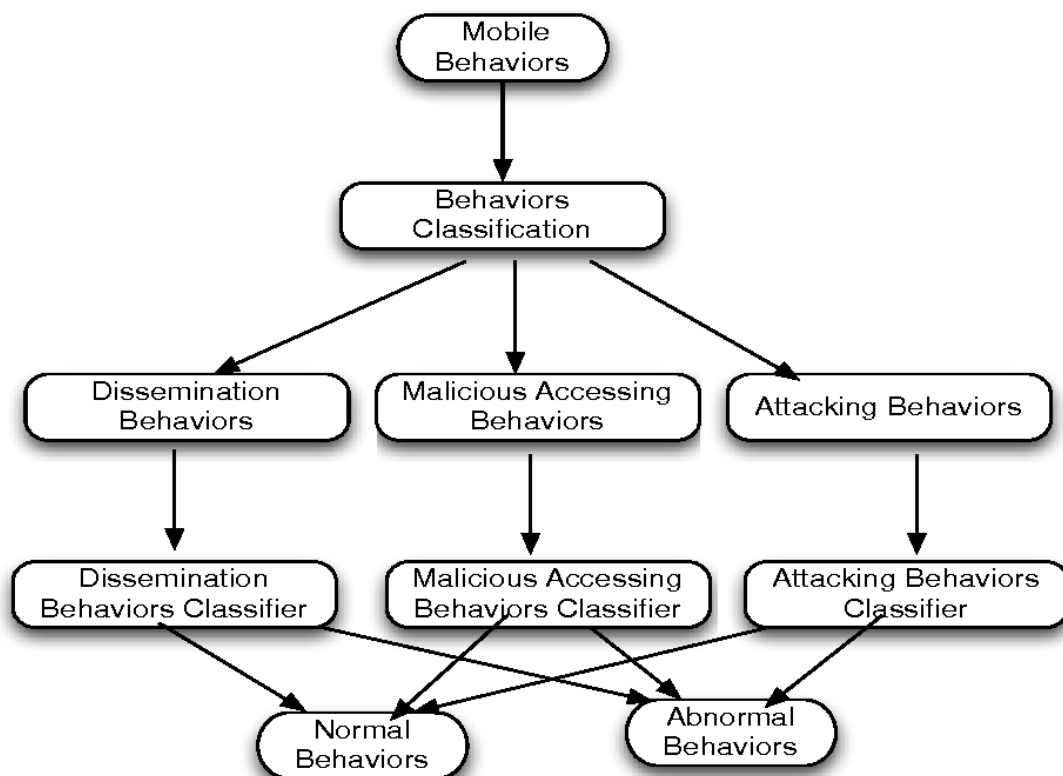 Mobile
Behaviors
Behaviors
Classification
Dissemination
Behaviors
Malicious Accessing
Behaviors
Attacking Behaviors
Dissemination
Behaviors Classifier
Malicious Accessing
Behaviors Classifier
Attacking Behaviors
Classifier
Normal
Behaviors
Abnormal
Behaviors